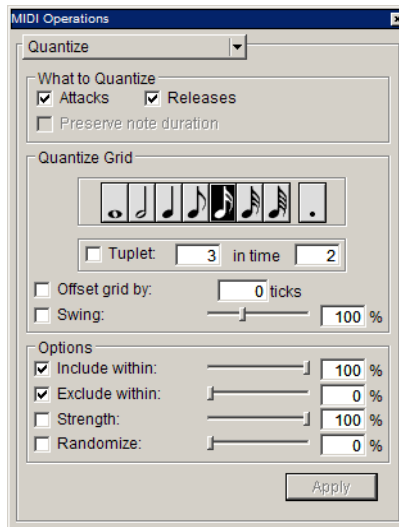 MIDI Operations
Quantize
What to Quantize
Attacks Releases
Preserve note duration
Quantize Grid
Tuplet: 3 in time 2
Offset grid by: 0 ticks
Swing: 100 %
Options
Include within: 100 %
Exclude within: 0 %
Strength: 100 %
Randomize: 0 %
Apply